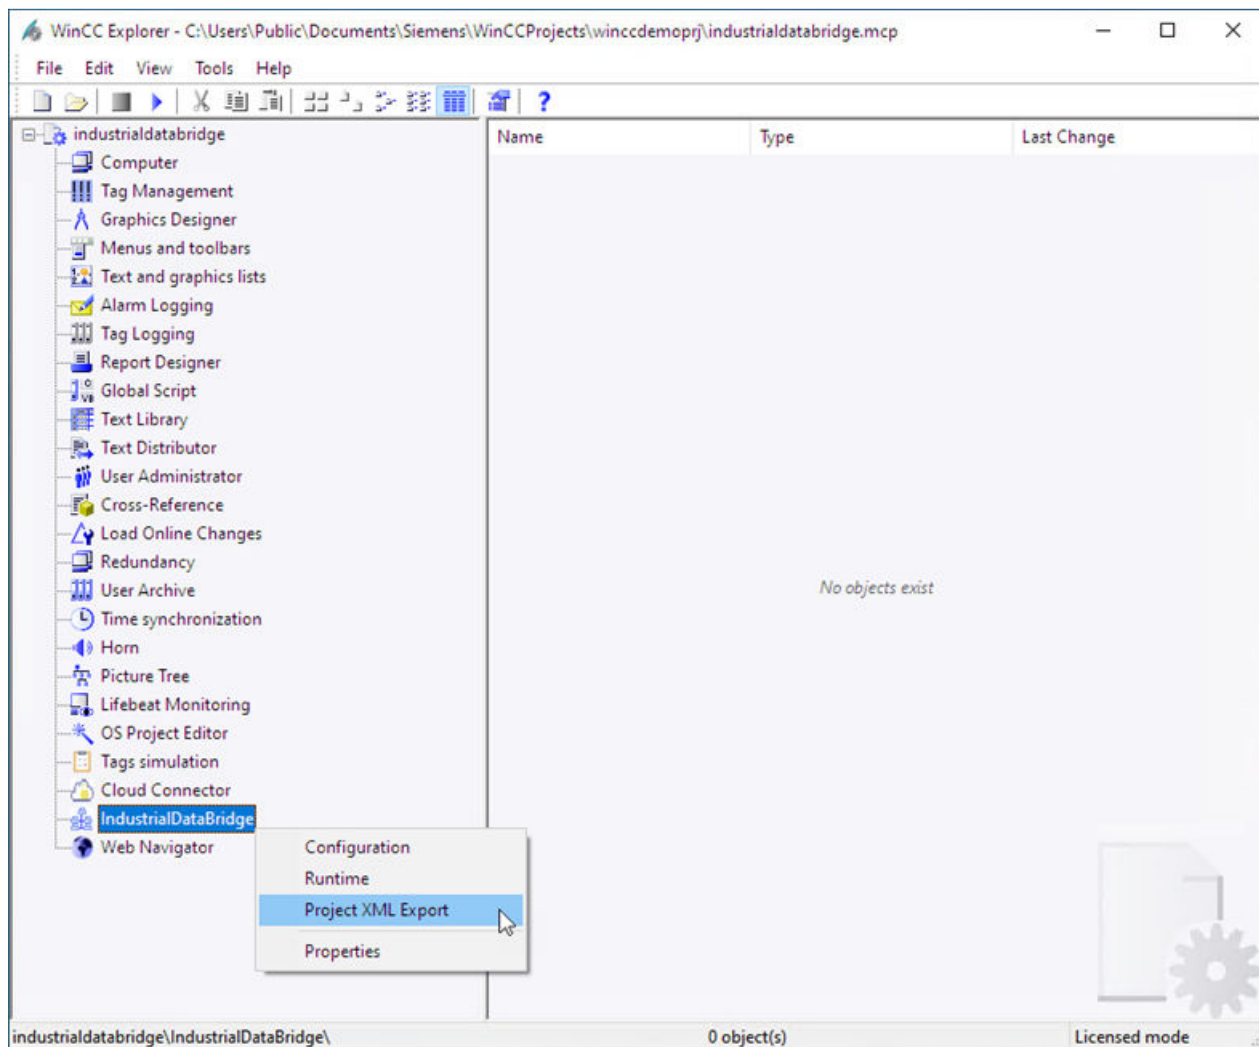 WinCC Explorer - C:\Users\Public\Documents\Siemens\WinCCProjects\winccdemoprj\industrialdatabridge.mcp
File Edit View Tools Help
industrialdatabridge
Name Type Last Change
Computer
Tag Management
Graphics Designer
Menus and toolbars
Text and graphics lists
Alarm Logging
Tag Logging
Report Designer
Global Script
Text Library
Text Distributor
User Administrator
Cross-Reference
Load Online Changes
Redundancy
User Archive
No objects exist
Time synchronization
Horn
Picture Tree
Lifebeat Monitoring
OS Project Editor
Tags simulation
Cloud Connector
IndustrialDataBridge
Web Navigator
Configuration
Runtime
Project XML Export
Properties
industrialdatabridge\IndustrialDataBridge\ 0 object(s) Licensed mode